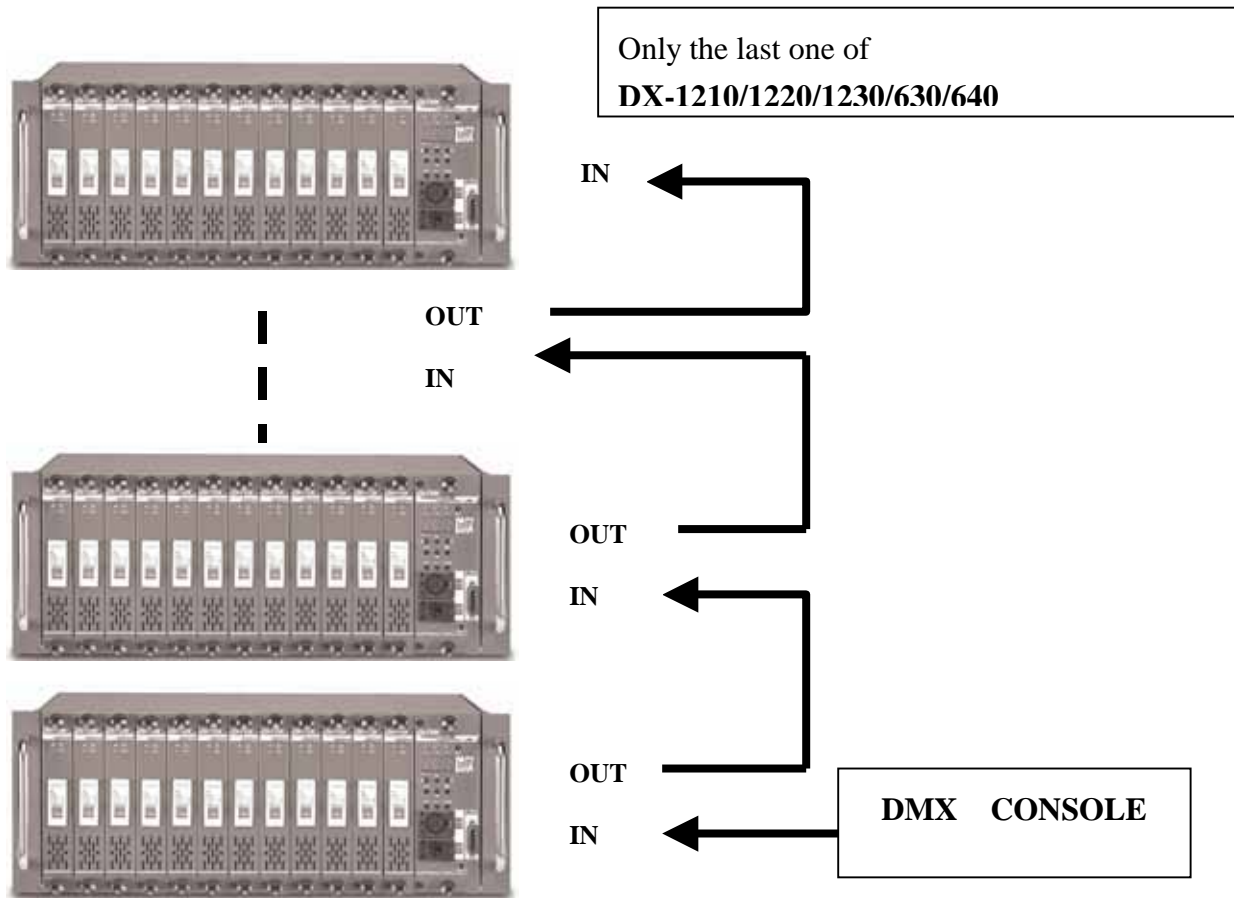 Only the last one of
DX-1210/1220/1230/630/640
IN
OUT
IN
OUT
IN
OUT
IN
DMX CONSOLE